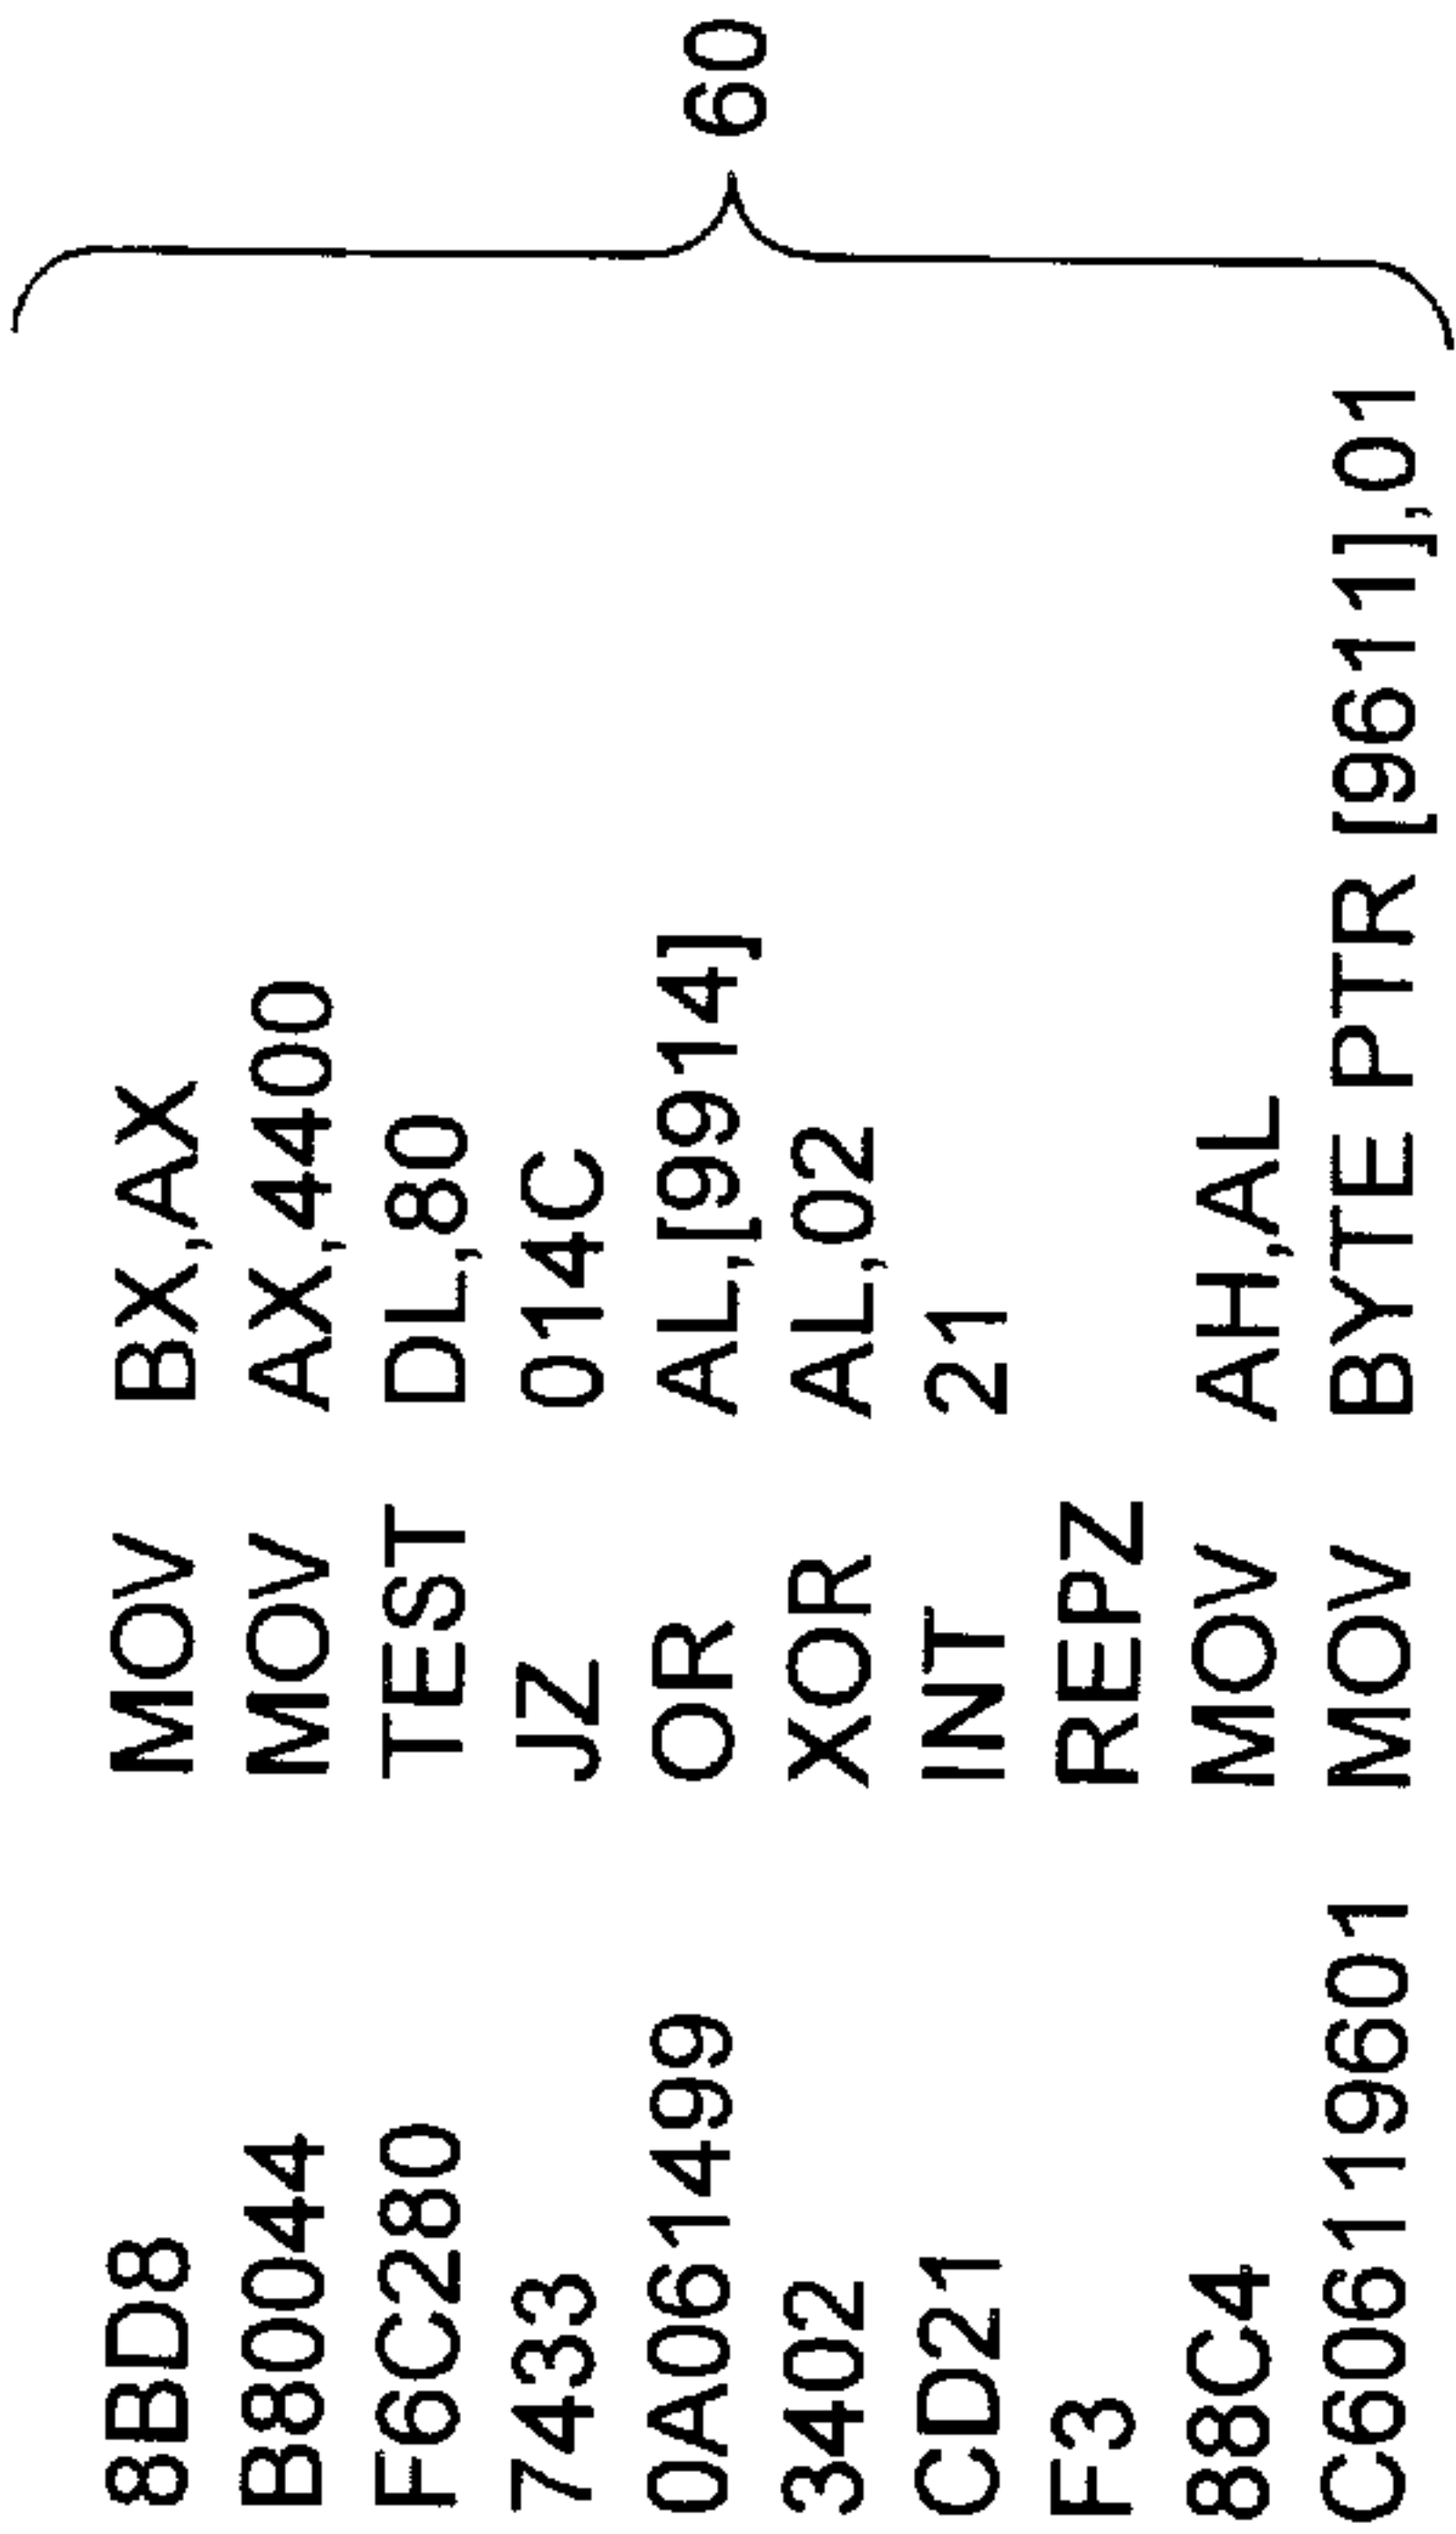 8BD8 MOV BX,AX
B80044 MOV AX,4400
F6C280 TEST DL,80
7433 JZ 014C
0A061499 OR AL,[9914]
3402 XOR AL,02
CD21 INT 21
F3 REPZ
88C4 MOV AH,AL
C606119601 MOV BYTE PTR [9611],01
60